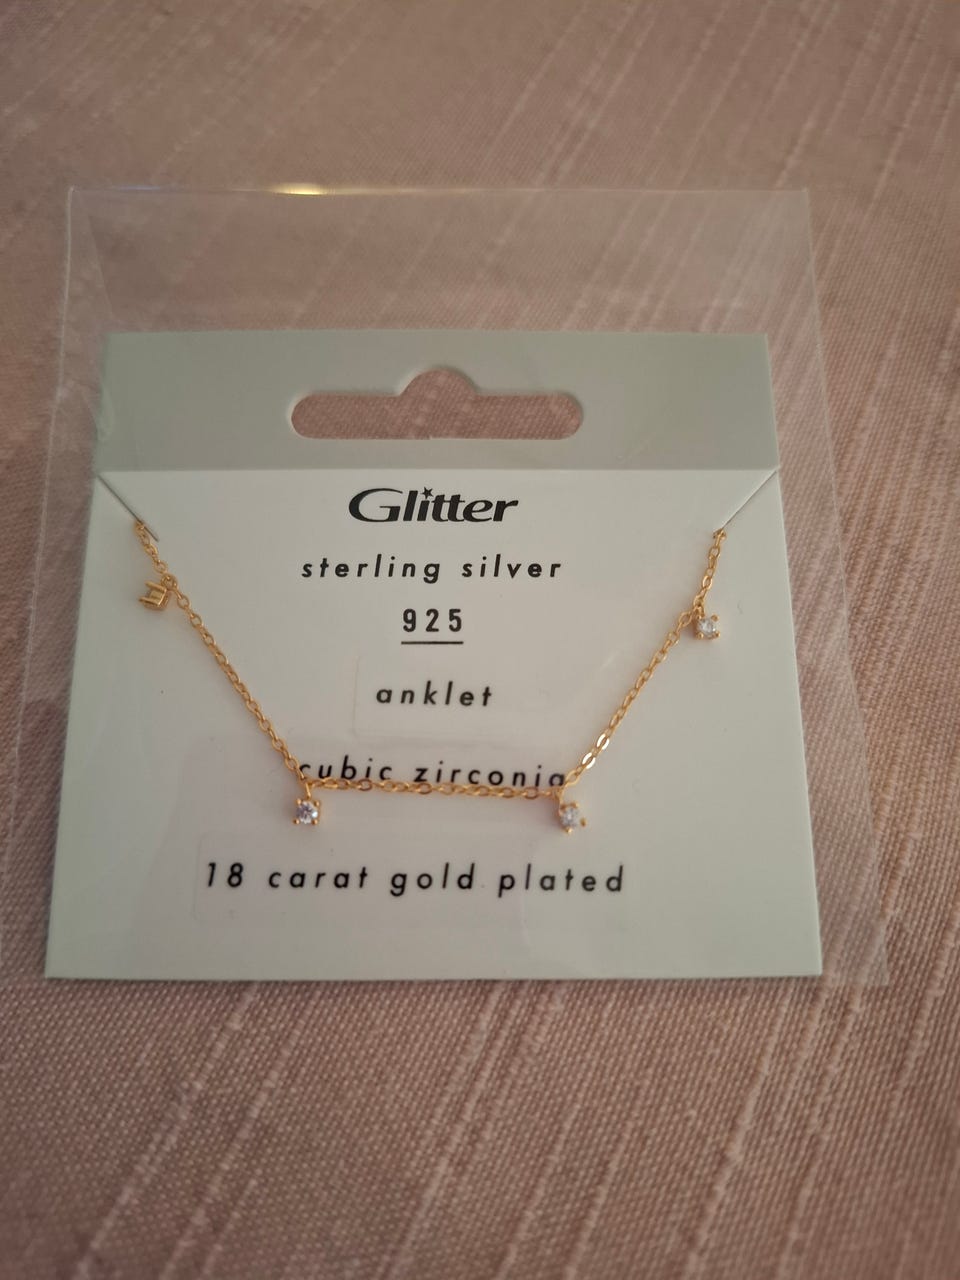 Glitter
sterling silver
925
anklet
cubic zirconia
18 carat gold plated